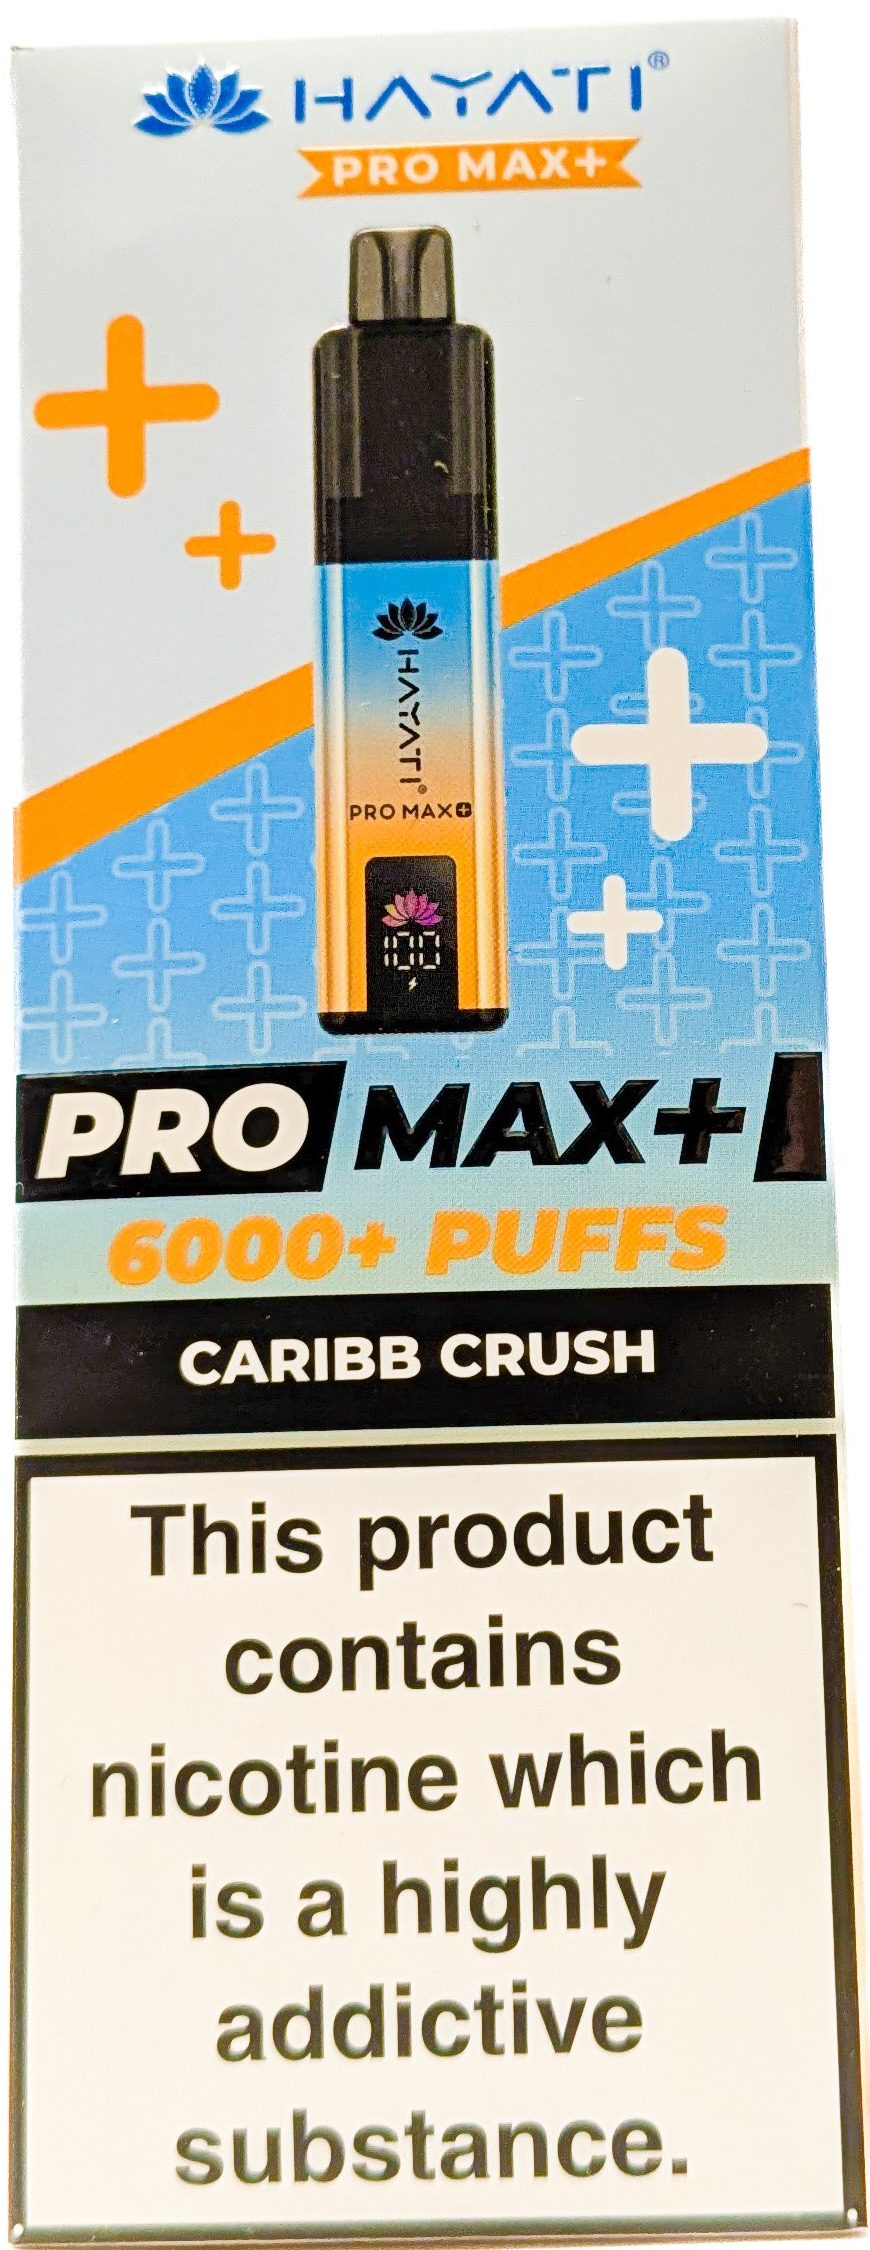 HAYATI®
PRO MAX+
HAYATI®
PRO MAX+
100
PRO MAX+
6000+ PUFFS
CARIBB CRUSH
This product
contains
nicotine which
is a highly
addictive
substance.